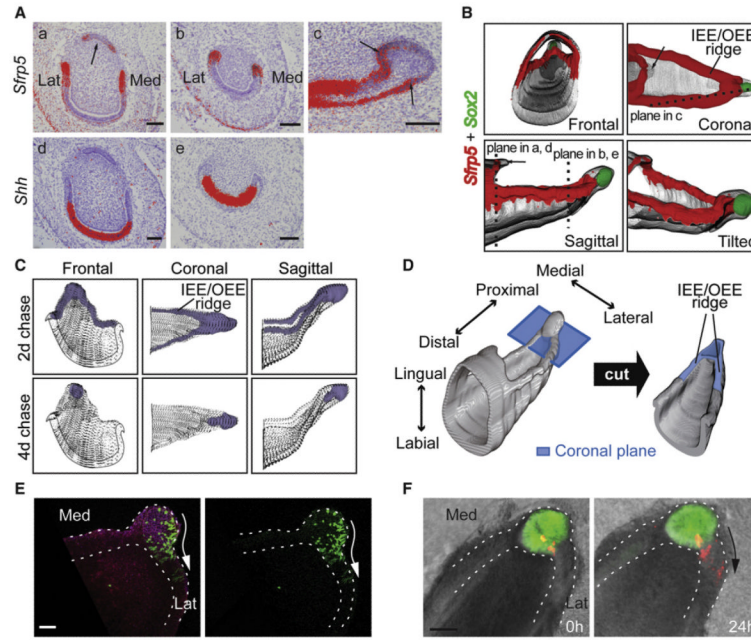 A
B
Sfrp5
a
Lat
Med
b
Lat
Med
c
Shh
d
e
Sfrp5 + Sox2
Frontal
IEE/OEE
ridge
plane in c
Corona
plane in a, d
plane in b, e
Sagittal
Tilted
C
Frontal
Coronal
Sagittal
2d chase
IEE/OEE
ridge
4d chase
D
Medial
Proximal
Lateral
Distal
Lingual
Labial
cut
IEE/OEE
ridge
Coronal plane
E
Med
Lat
F
Med
Lat
0h
24h